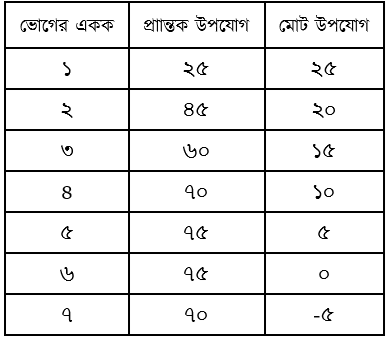 ভোগের একক প্রাান্তক উপযোগ মোট উপযোগ
১ ২৫ ২৫
২ ৪৫ ২০
৩ ৬০ ১৫
৪ ৭০ ১০
৫ ৭৫ ৫
৬ ৭৫ ০
৭ ৭০ -৫